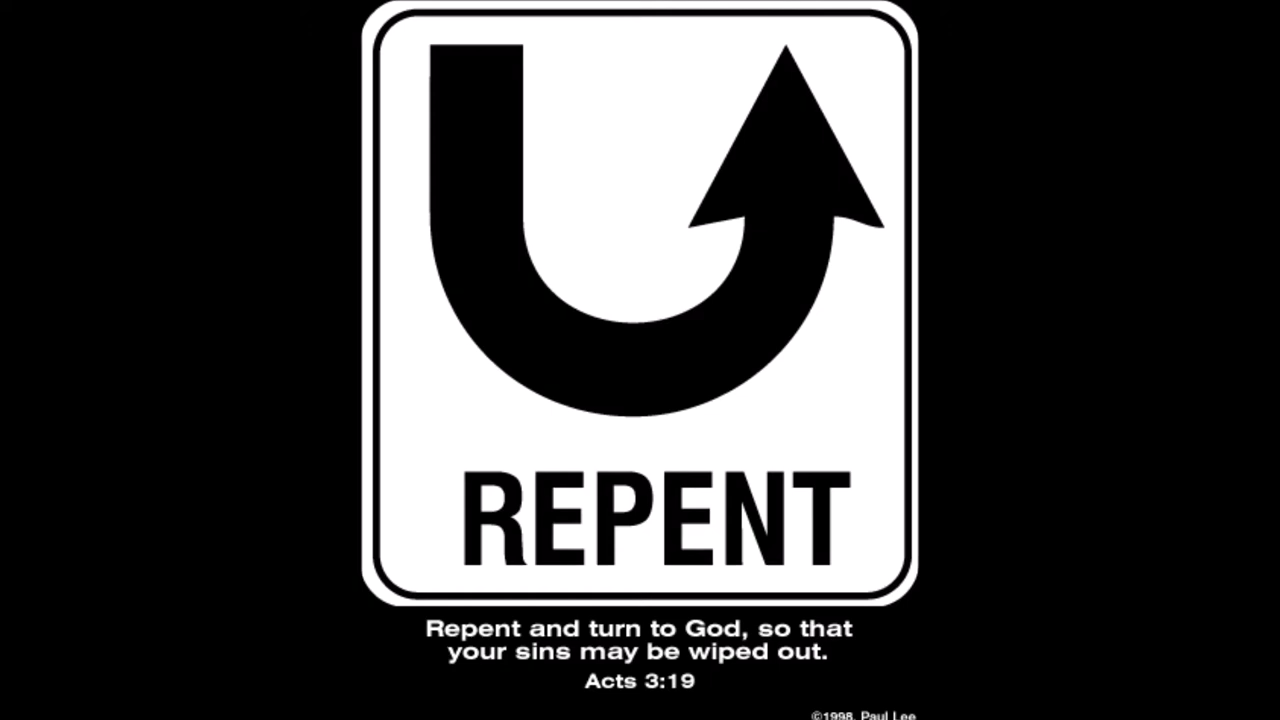 REPENT
Repent and turn to God, so that
your sins may be wiped out.
Acts 3:19
©1998, Paul Lee